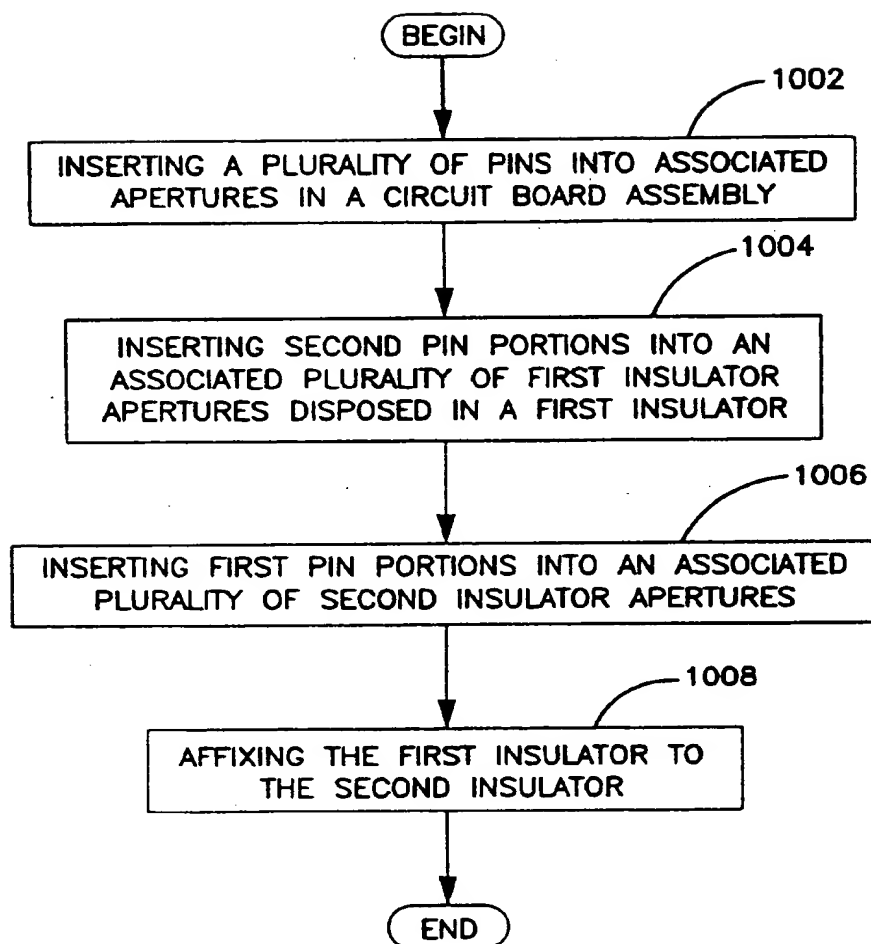 BEGIN
1002
INSERTING A PLURALITY OF PINS INTO ASSOCIATED
APERTURES IN A CIRCUIT BOARD ASSEMBLY
1004
INSERTING SECOND PIN PORTIONS INTO AN
ASSOCIATED PLURALITY OF FIRST INSULATOR
APERTURES DISPOSED IN A FIRST INSULATOR
1006
INSERTING FIRST PIN PORTIONS INTO AN ASSOCIATED
PLURALITY OF SECOND INSULATOR APERTURES
1008
AFFIXING THE FIRST INSULATOR TO
THE SECOND INSULATOR
END